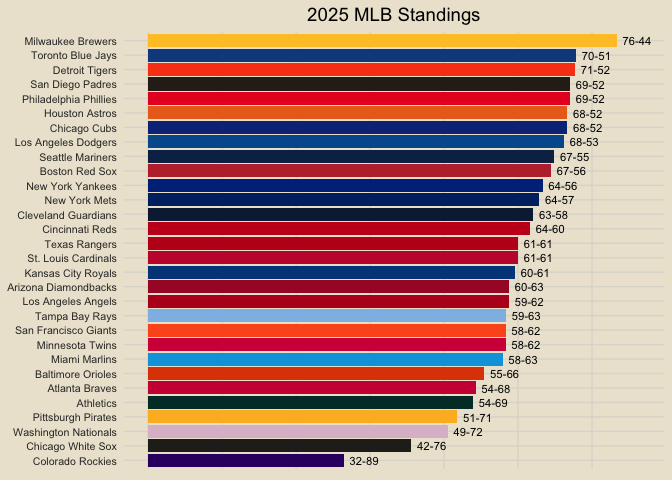 2025 MLB Standings
Milwaukee Brewers 76-44
Toronto Blue Jays 70-51
Detroit Tigers 71-52
San Diego Padres 69-52
Philadelphia Phillies 69-52
Houston Astros 68-52
Chicago Cubs 68-52
Los Angeles Dodgers 68-53
Seattle Mariners 67-55
Boston Red Sox 67-56
New York Yankees 64-56
New York Mets 64-57
Cleveland Guardians 63-58
Cincinnati Reds 64-60
Texas Rangers 61-61
St. Louis Cardinals 61-61
Kansas City Royals 60-61
Arizona Diamondbacks 60-63
Los Angeles Angels 59-62
Tampa Bay Rays 59-63
San Francisco Giants 58-62
Minnesota Twins 58-62
Miami Marlins 58-63
Baltimore Orioles 55-66
Atlanta Braves 54-68
Athletics 54-69
Pittsburgh Pirates 51-71
Washington Nationals 49-72
Chicago White Sox 42-76
Colorado Rockies 32-89